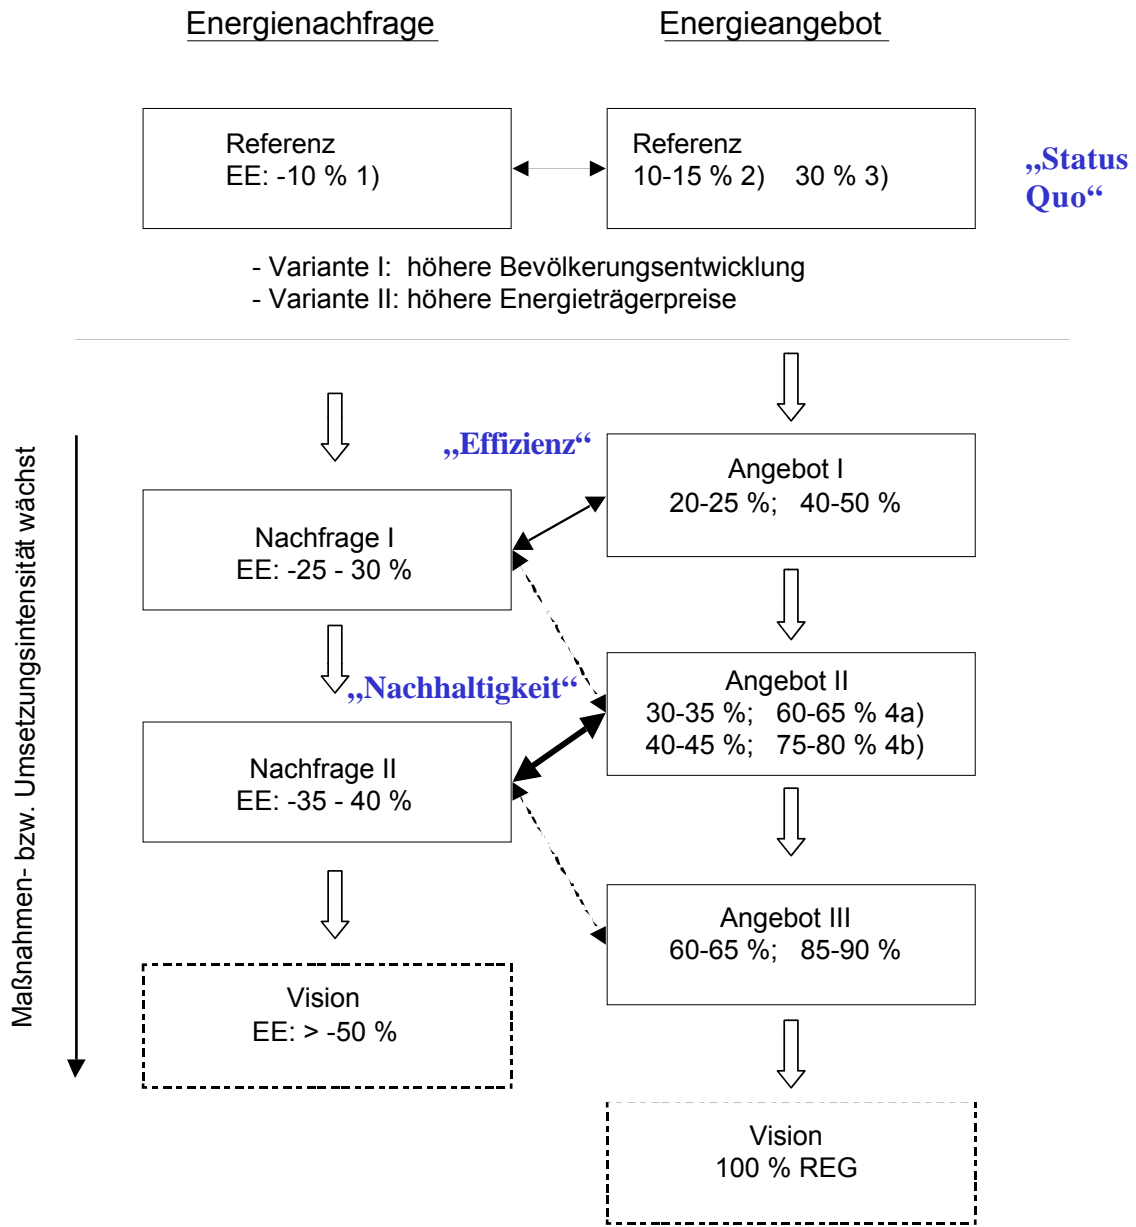 Energienachfrage
Energieangebot
Referenz
EE: -10 % 1)
Referenz
10-15 % 2) 30 % 3)
„Status
Quo“
- Variante I: höhere Bevölkerungsentwicklung
- Variante II: höhere Energieträgerpreise
Maßnahmen- bzw. Umsetzungsintensität wächst
„Effizienz“
Angebot I
20-25 %; 40-50 %
Nachfrage I
EE: -25 - 30 %
„Nachhaltigkeit“
Angebot II
30-35 %; 60-65 % 4a)
40-45 %; 75-80 % 4b)
Nachfrage II
EE: -35 - 40 %
Angebot III
60-65 %; 85-90 %
Vision
EE: > -50 %
Vision
100 % REG